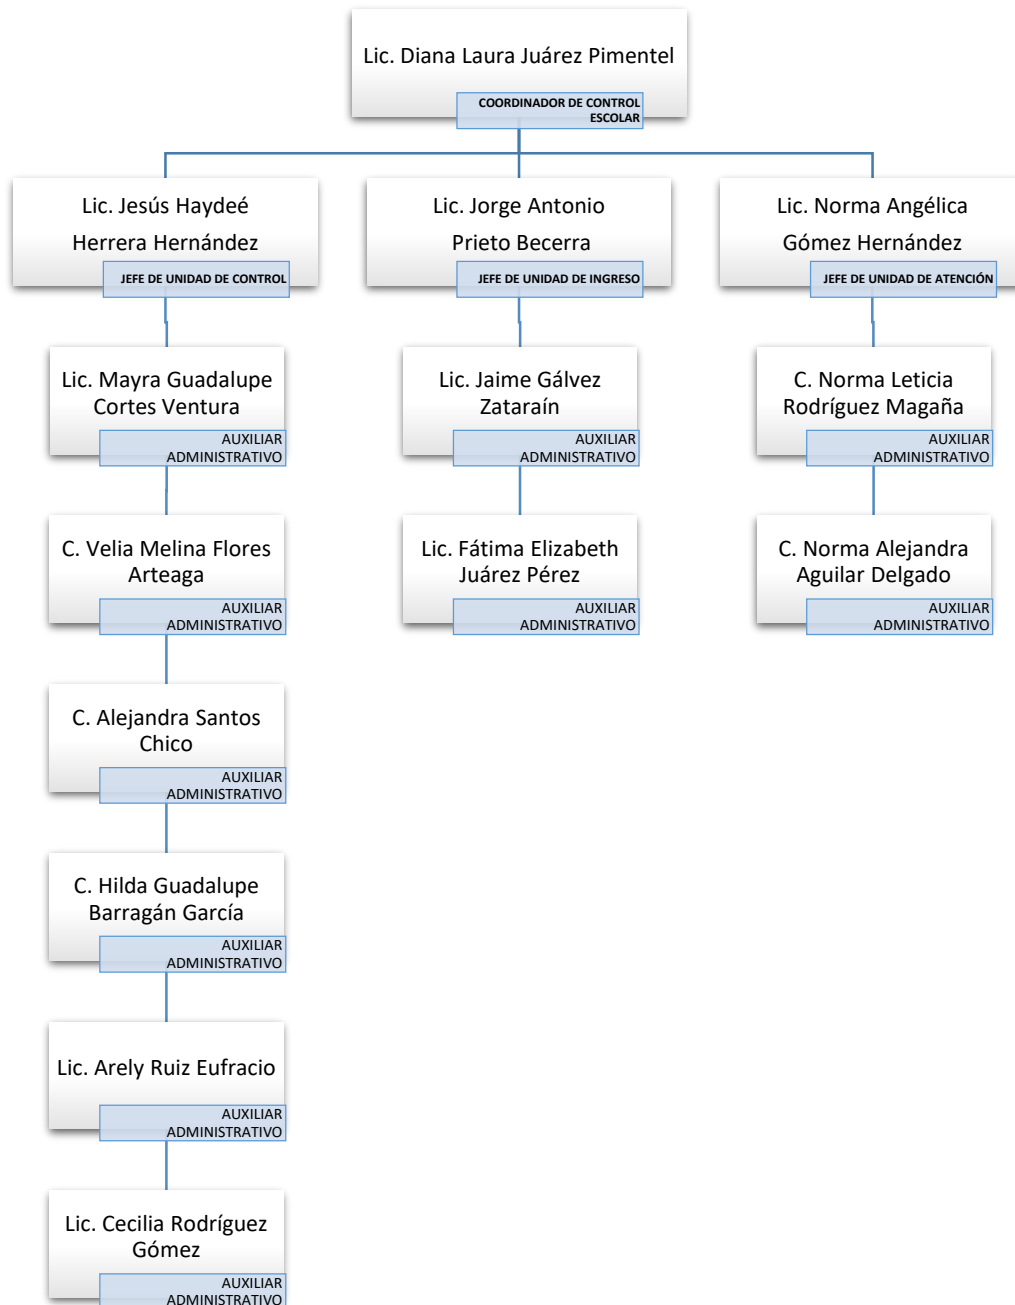 Lic. Diana Laura Juárez Pimentel
COORDINADOR DE CONTROL
ESCOLAR
Lic. Jesús Haydeé
Herrera Hernández
JEFE DE UNIDAD DE CONTROL
Lic. Jorge Antonio
Prieto Becerra
JEFE DE UNIDAD DE INGRESO
Lic. Norma Angélica
Gómez Hernández
JEFE DE UNIDAD DE ATENCIÓN
Lic. Mayra Guadalupe
Cortes Ventura
AUXILIAR
ADMINISTRATIVO
Lic. Jaime Gálvez
Zataraín
AUXILIAR
ADMINISTRATIVO
C. Norma Leticia
Rodríguez Magaña
AUXILIAR
ADMINISTRATIVO
C. Velia Melina Flores
Arteaga
AUXILIAR
ADMINISTRATIVO
Lic. Fátima Elizabeth
Juárez Pérez
AUXILIAR
ADMINISTRATIVO
C. Norma Alejandra
Aguilar Delgado
AUXILIAR
ADMINISTRATIVO
C. Alejandra Santos
Chico
AUXILIAR
ADMINISTRATIVO
C. Hilda Guadalupe
Barragán García
AUXILIAR
ADMINISTRATIVO
Lic. Arely Ruiz Eufracio
AUXILIAR
ADMINISTRATIVO
Lic. Cecilia Rodríguez
Gómez
AUXILIAR
ADMINISTRATIVO